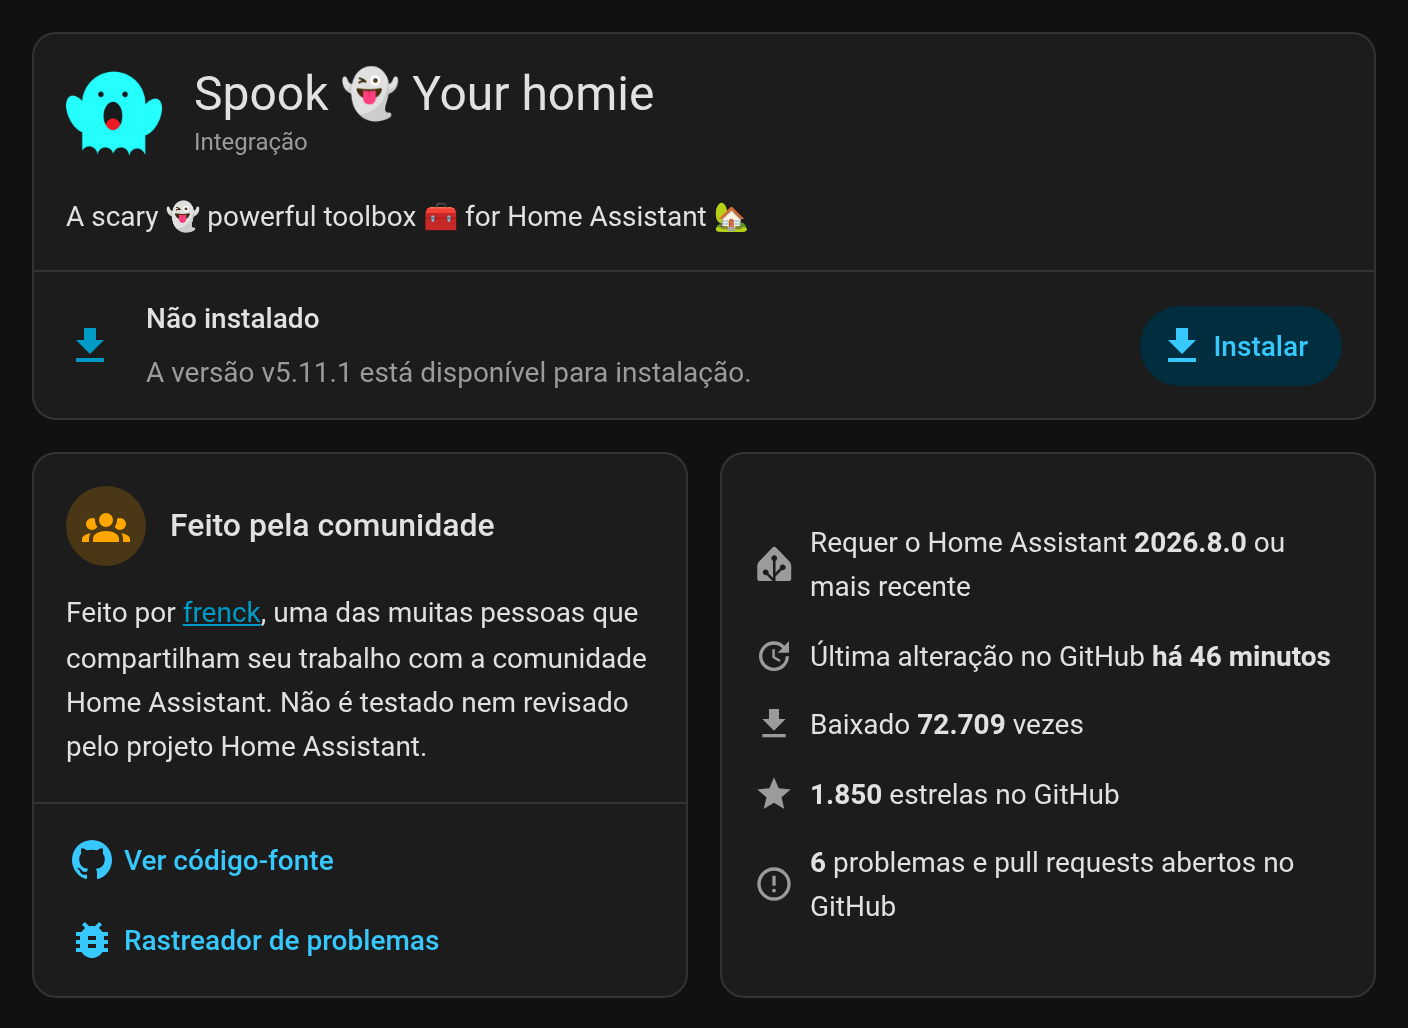 Spook 👻 Your homie
Integração
A scary 👻 powerful toolbox 🧰 for Home Assistant 🏡
Não instalado
A versão v5.11.1 está disponível para instalação.
Instalar
Feito pela comunidade
Feito por frenck, uma das muitas pessoas que
compartilham seu trabalho com a comunidade
Home Assistant. Não é testado nem revisado
pelo projeto Home Assistant.
Ver código-fonte
Rastreador de problemas
Requer o Home Assistant 2026.8.0 ou
mais recente
Última alteração no GitHub há 46 minutos
Baixado 72.709 vezes
1.850 estrelas no GitHub
6 problemas e pull requests abertos no
GitHub